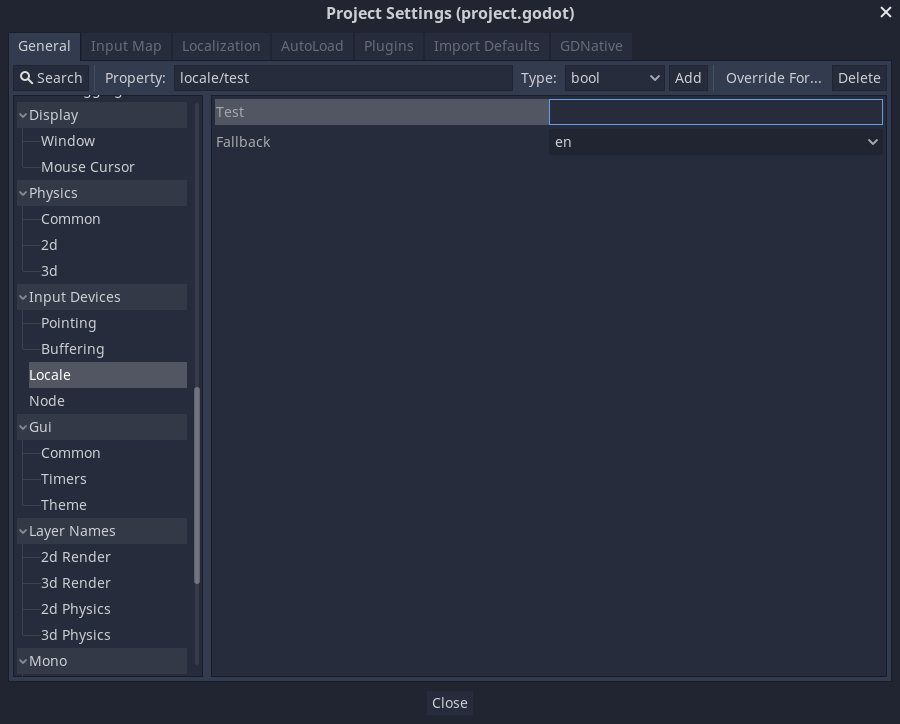 Project Settings (project.godot)
General Input Map Localization AutoLoad Plugins Import Defaults GDNative
Search Property: locale/test Type: bool Add Override For... Delete
Display
Window
Mouse Cursor
Physics
Common
2d
3d
Input Devices
Pointing
Buffering
Locale
Node
Gui
Common
Timers
Theme
Layer Names
2d Render
3d Render
2d Physics
3d Physics
Mono
Test
Fallback en
Close